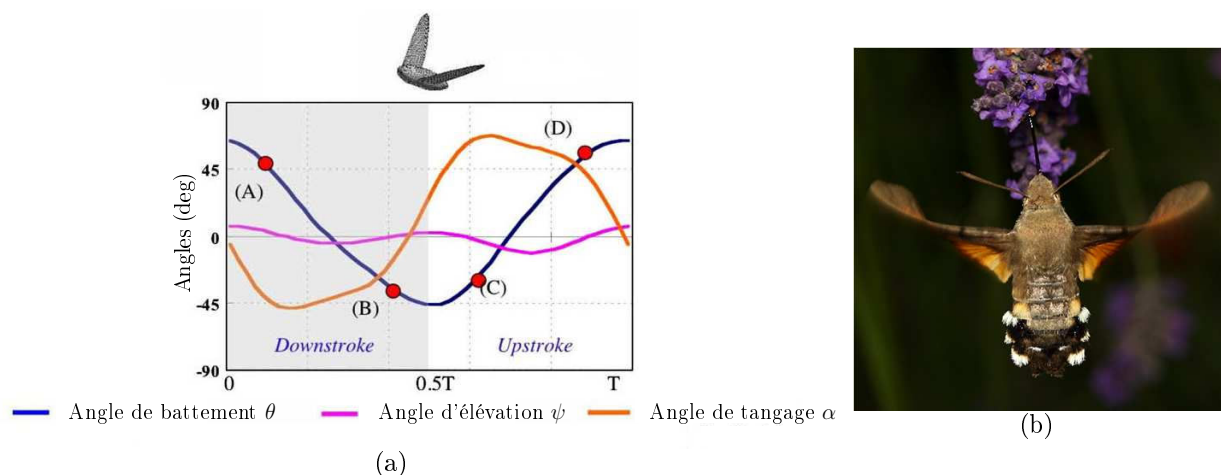 90
(D)
45
(A)
Angles (deg)
0
(C)
(B)
-45
Downstroke
Upstroke
-90
0
0.5T
T
Angle de battement θ
Angle d'élévation ψ
Angle de tangage α
(a)
(b)